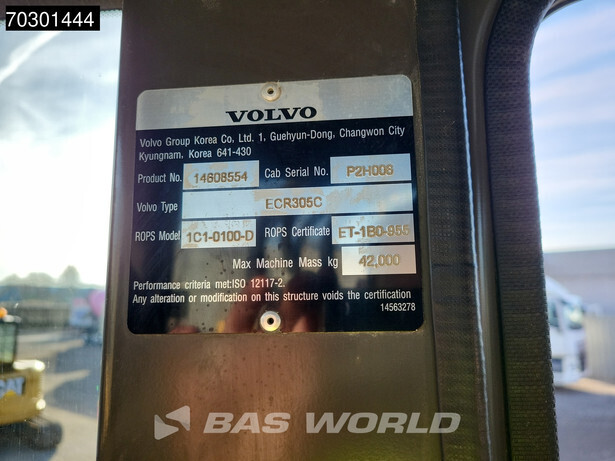 70301444
VOLVO
Volvo Group Korea Co, Ltd. 1, Guehyun-Dong, Changwon City
Kyungnam, Korea 641-430
Product No. 14608554 Cab Serial No. P2H008
Volvo Type ECR305C
ROPS Model 1C1-0100-D ROPS Certificate ET-1B0-955
Max Machine Mass kg 42,000
Performance criteria met:ISO 12117-2.
Any alteration or modification on this structure voids the certification
14563278
CAT
BAS WORLD